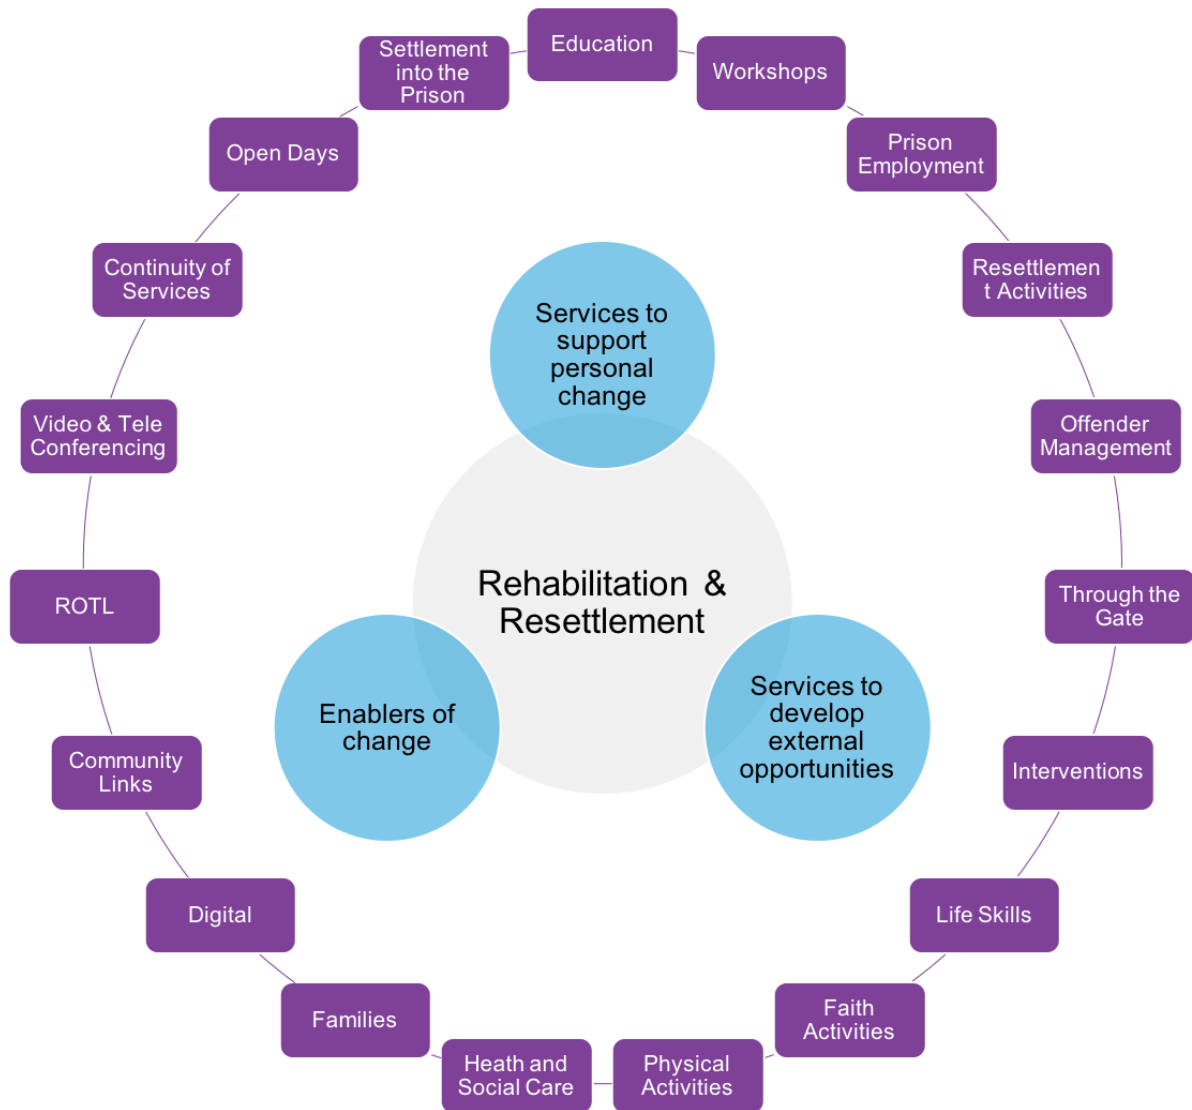 Education
Workshops
Prison
Employment
Resettlemen
t Activities
Offender
Management
Through the
Gate
Interventions
Life Skills
Faith
Activities
Physical
Activities
Heath and
Social Care
Families
Digital
Community
Links
ROTL
Video & Tele
Conferencing
Continuity of
Services
Open Days
Settlement
into the
Prison
Services to
support
personal
change
Rehabilitation &
Resettlement
Enablers of
change
Services to
develop
external
opportunities